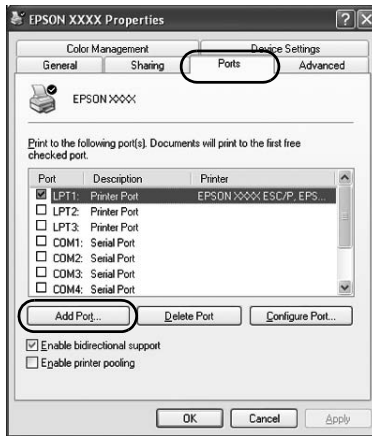 EPSON XXXX Properties
Color Management Device Settings
General Sharing Ports Advanced
EPSON XXXX
Print to the following port(s). Documents will print to the first free
checked port.
Port Description Printer
LPT1: Printer Port EPSON XXXX ESC/P, EPS...
LPT2: Printer Port
LPT3: Printer Port
COM1: Serial Port
COM2: Serial Port
COM3: Serial Port
COM4: Serial Port
Add Port... Delete Port Configure Port...
Enable bidirectional support
Enable printer pooling
OK Cancel Apply